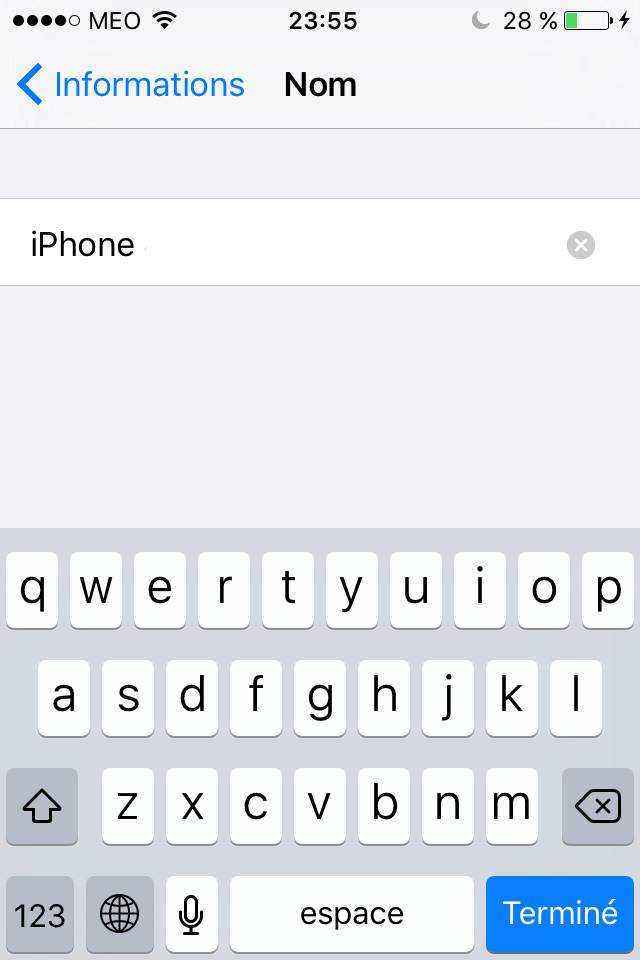 MEO 23:55 28 %
Informations Nom
iPhone
q w e r t y u i o p
a s d f g h j k l
z x c v b n m
123 espace Terminé